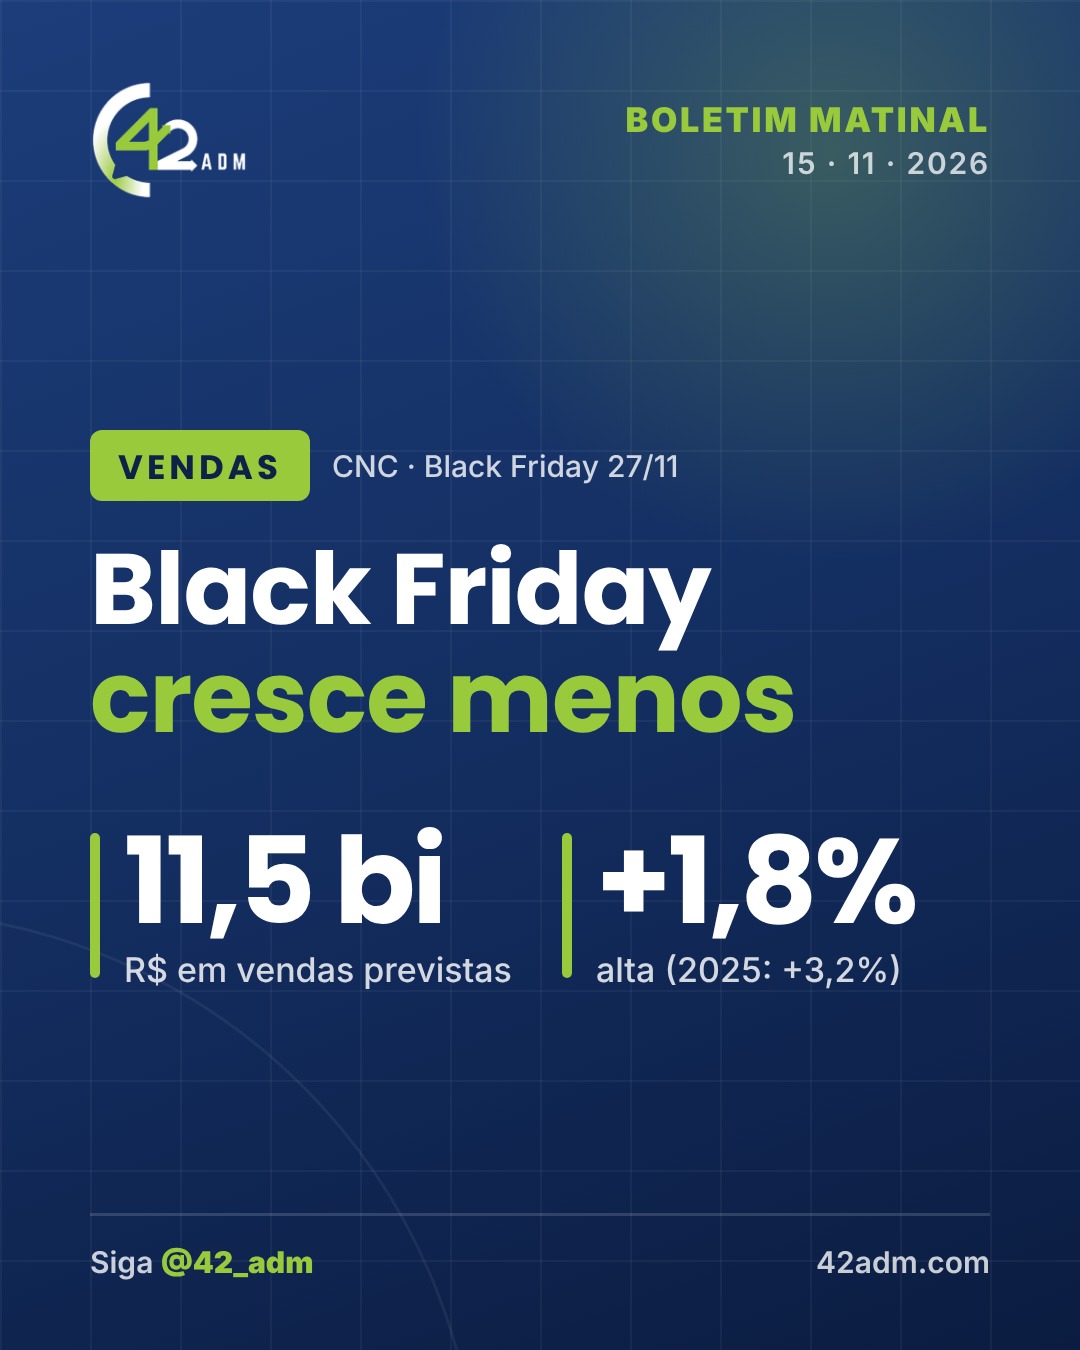 42 ADM
BOLETIM MATINAL
15 · 11 · 2026
VENDAS
CNC · Black Friday 27/11
Black Friday
cresce menos
11,5 bi
R$ em vendas previstas
+1,8%
alta (2025: +3,2%)
Siga @42_adm
42adm.com